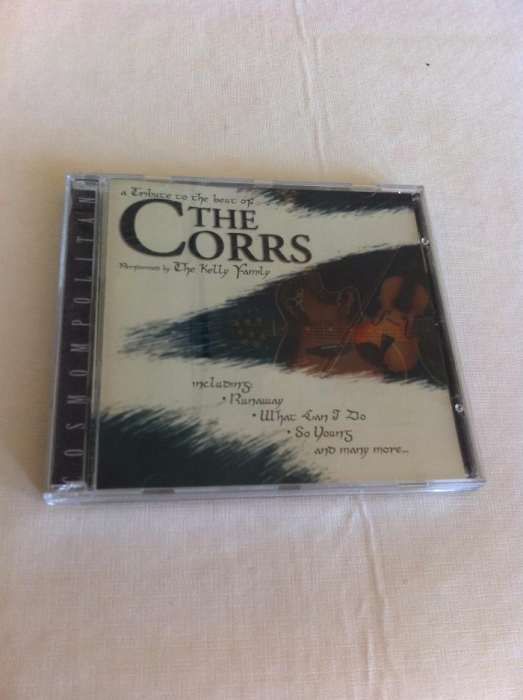 a Tribute to the best of...
THE
CORRS
Performed by The Kelly Family
including:
• Runaway
• What Can I Do
• So Young
and many more...
COSMOMPOLITAN